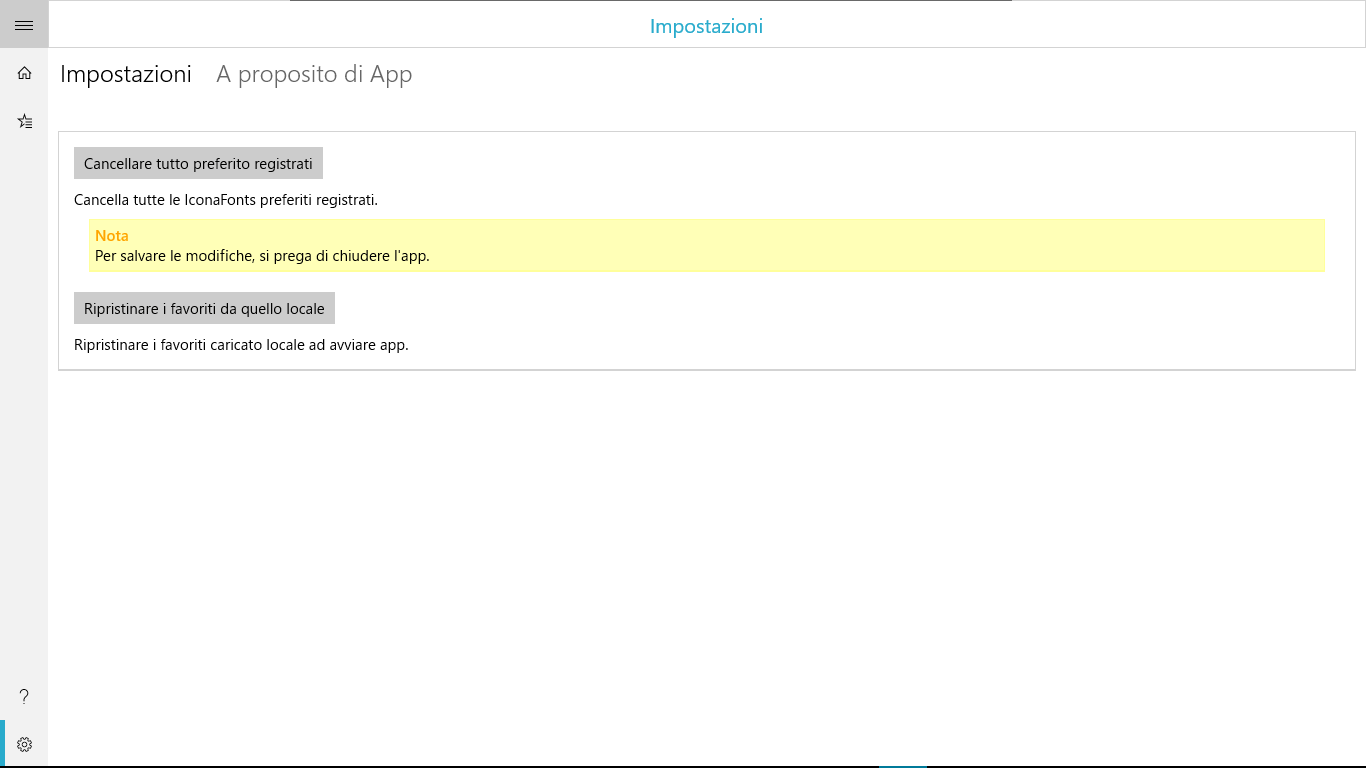 Impostazioni
Impostazioni A proposito di App
Cancellare tutto preferito registrati
Cancella tutte le IconaFonts preferiti registrati.
Nota
Per salvare le modifiche, si prega di chiudere l'app.
Ripristinare i favoriti da quello locale
Ripristinare i favoriti caricato locale ad avviare app.